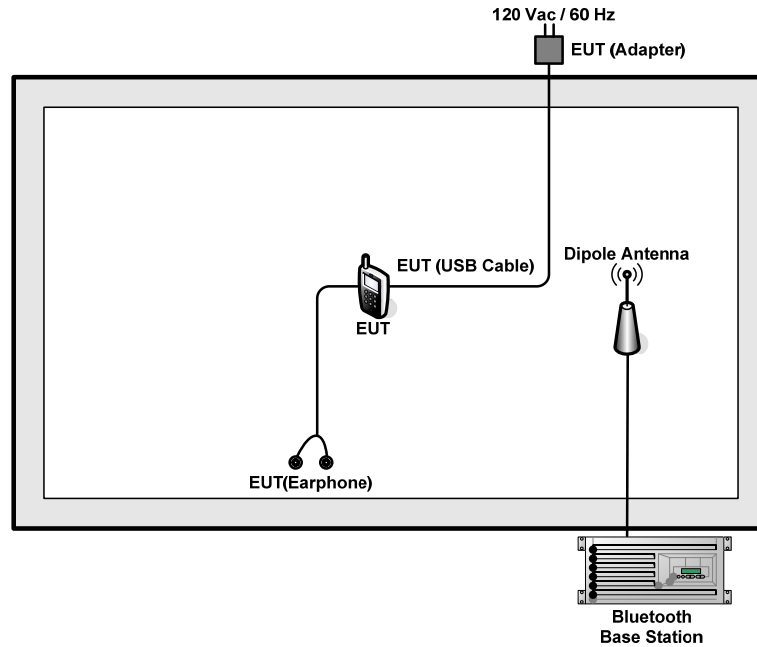 120 Vac / 60 Hz
EUT (Adapter)
EUT (USB Cable)
Dipole Antenna
EUT
EUT(Earphone)
Bluetooth
Base Station